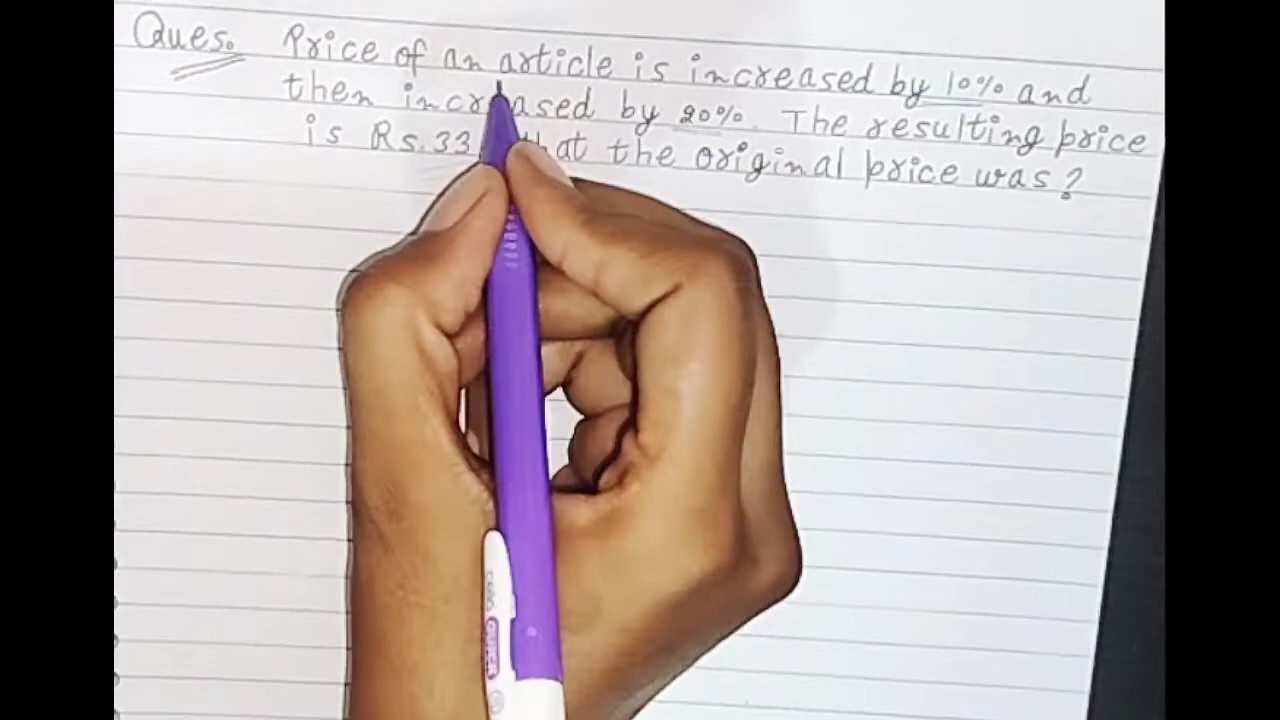 Ques. Price of an article is increased by 10% and
then increased by 20%. The resulting price
is Rs. 33 that the original price was?